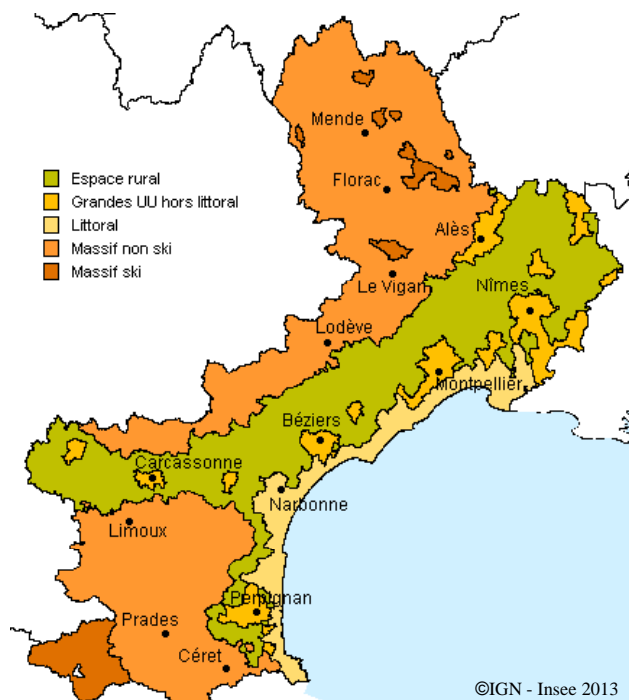 Mende
Espace rural
Grandes UU hors littoral
Littoral
Massif non ski
Massif ski
Florac
Alès
Le Vigan
Nîmes
Lodève
Montpellier
Béziers
Carcassonne
Narbonne
Limoux
Perpignan
Prades
Céret
©IGN - Insee 2013